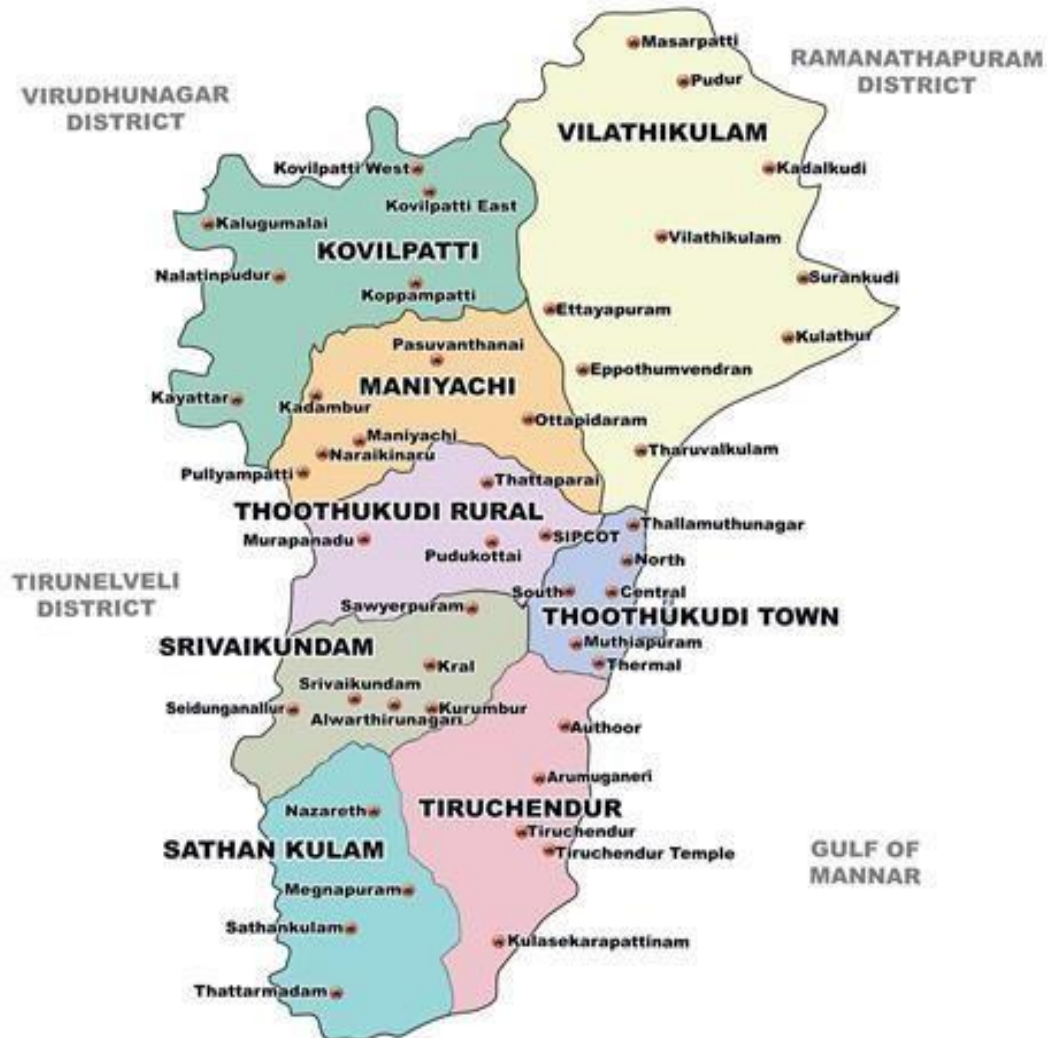 Masarpatti
RAMANATHAPURAM
DISTRICT
Pudur
VIRUDHUNAGAR
DISTRICT
VILATHIKULAM
Kovilpatti West
Kadalkudi
Kovilpatti East
Kalugumalai
Vilathikulam
KOVILPATTI
Nalatinpudur
Surankudi
Koppampatti
Ettayapuram
Kulathur
Pasuvanthanai
Eppothumvendran
MANIYACHI
Kayattar
Kadambur
Ottapidaram
Maniyachi
Naraikinaru
Tharuvalkulam
Pullyampatti
Thattaparai
THOOTHUKUDI RURAL
Thallamuthunagar
Murapanadu
SIPCOT
Pudukottai
North
TIRUNELVELI
DISTRICT
South
Central
Sawyerpuram
THOOTHUKUDI TOWN
SRIVAIKUNDAM
Muthiapuram
Kral
Thermal
Srivaikundam
Seidunganallur
Kurumbur
Alwarthirunagari
Authoor
Arumuganeri
Nazareth
TIRUCHENDUR
Tiruchendur
SATHAN KULAM
Tiruchendur Temple
GULF OF
MANNAR
Megnapuram
Sathankulam
Kulasekarapattinam
Thattarmadam